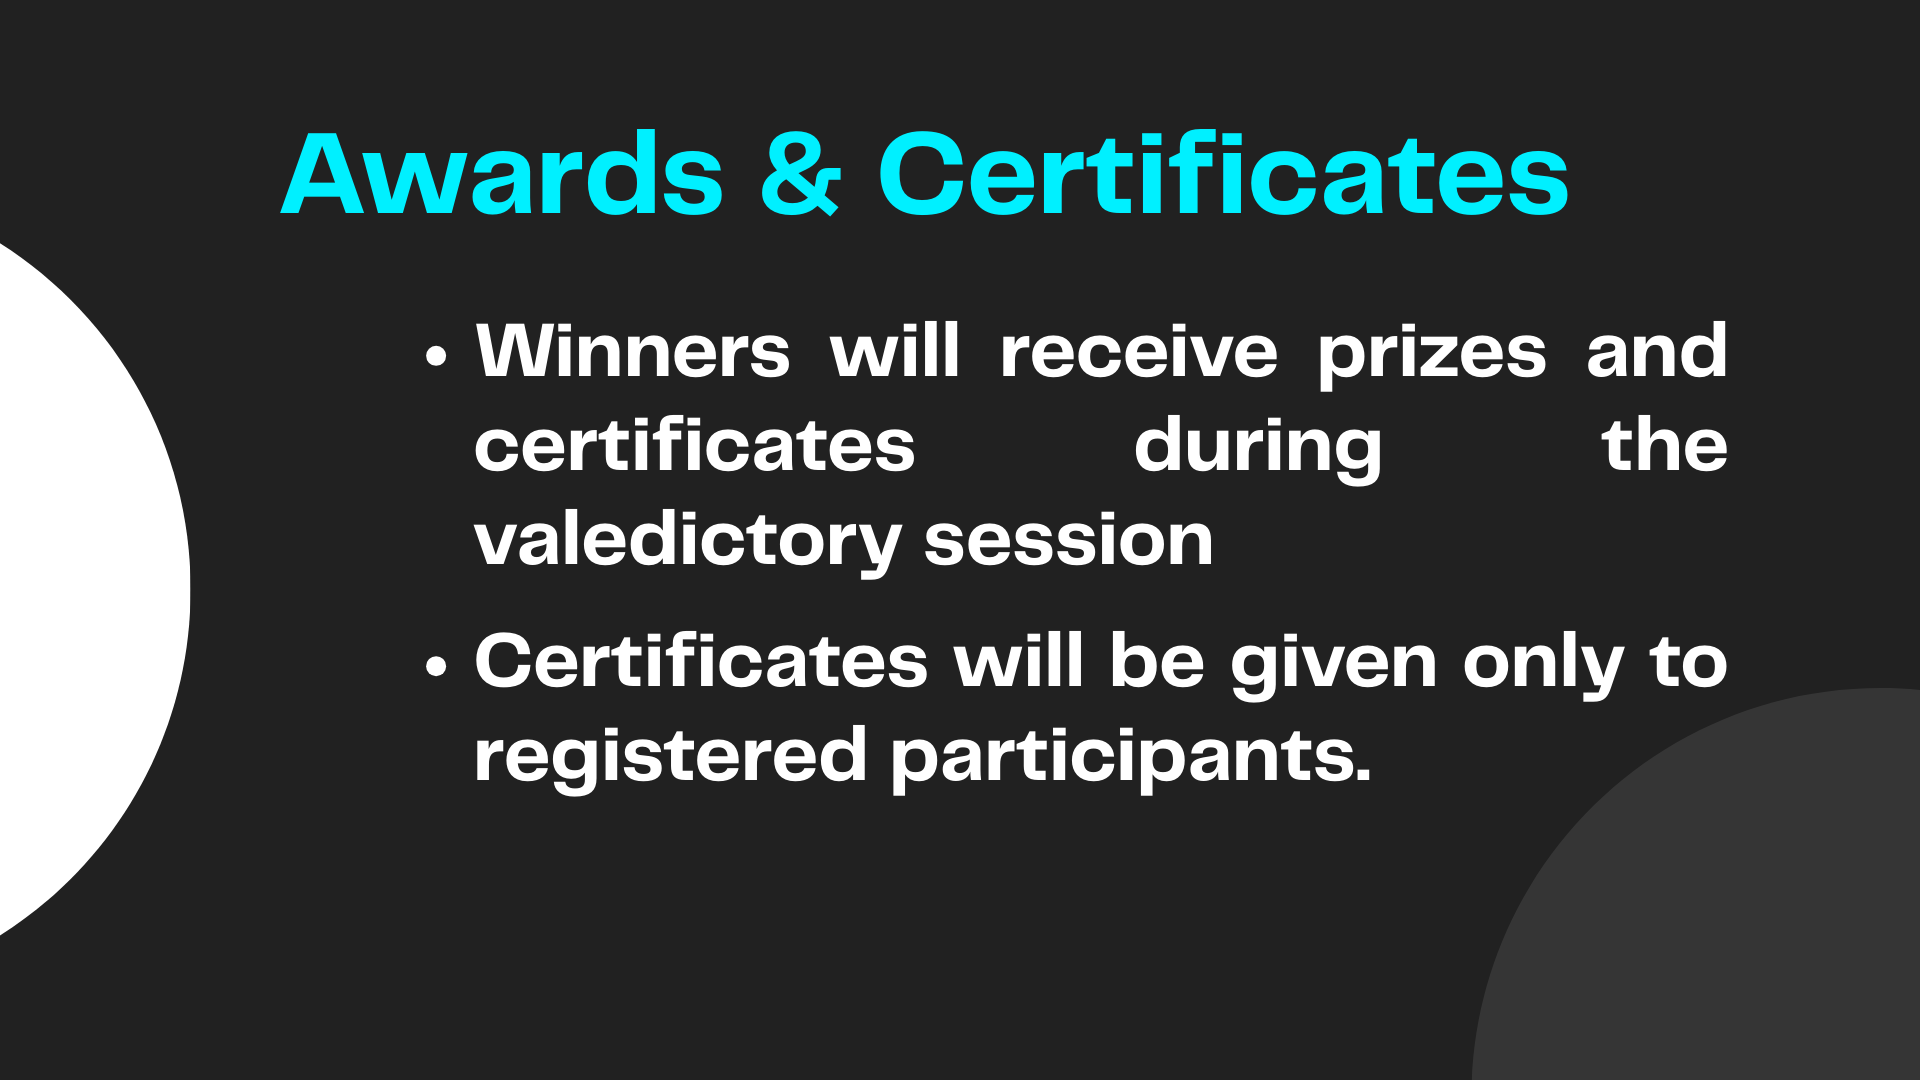 Awards & Certificates
• Winners will receive prizes and
certificates during the
valedictory session
• Certificates will be given only to
registered participants.